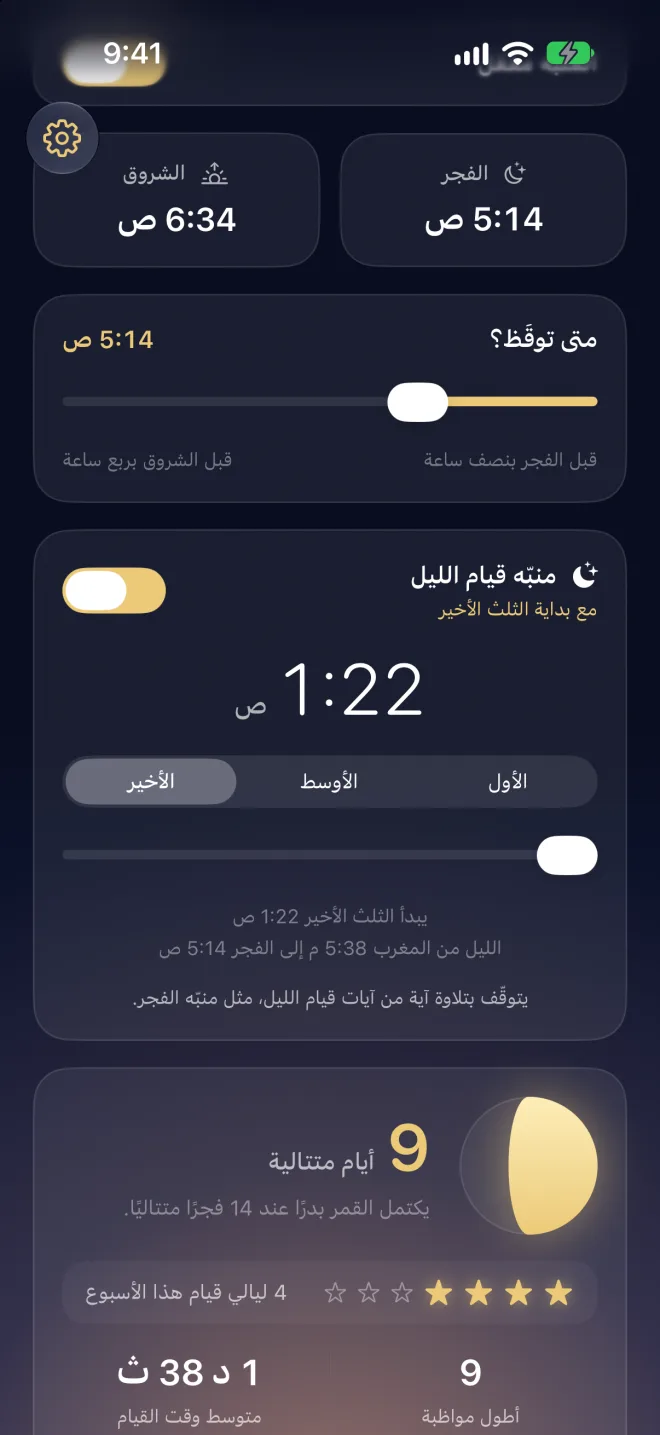 9:41
الفجر
5:14 ص
الشروق
6:34 ص
متى توقَظ؟
5:14 ص
قبل الفجر بنصف ساعة
قبل الشروق بربع ساعة
منبّه قيام الليل
مع بداية الثلث الأخير
1:22 ص
الأول
الأوسط
الأخير
يبدأ الثلث الأخير 1:22 ص
الليل من المغرب 5:38 م إلى الفجر 5:14 ص
يتوقّف بتلاوة آية من آيات قيام الليل، مثل منبّه الفجر.
9 أيام متتالية
يكتمل القمر بدرًا عند 14 فجرًا متتاليًا.
4 ليالي قيام هذا الأسبوع
9
أطول مواظبة
1 د 38 ث
متوسط وقت القيام